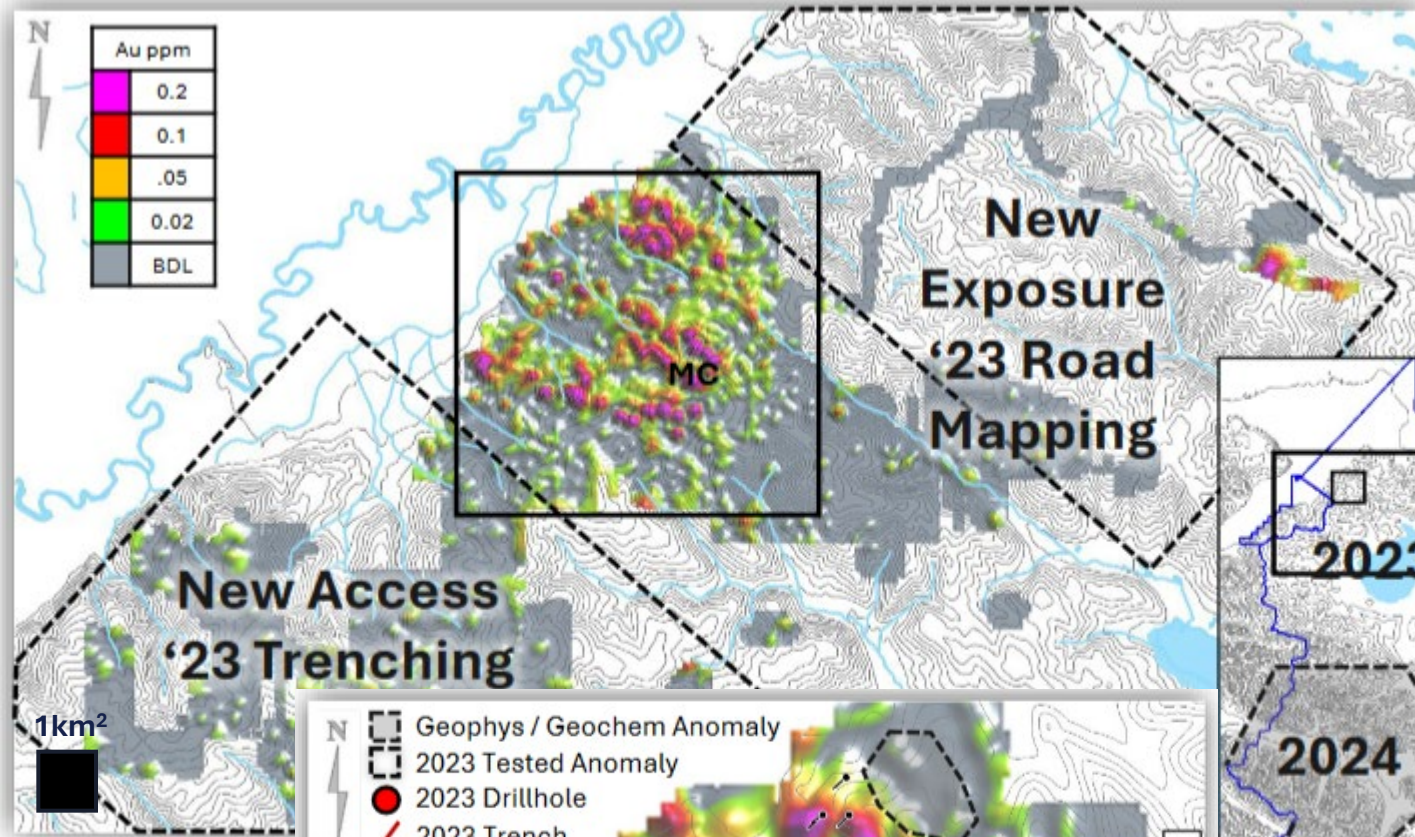 N
Au ppm
0.2
0.1
.05
0.02
BDL
New
Exposure
‘23 Road
Mapping
MC
New Access
‘23 Trenching
1km²
2023
2024
N
Geophys / Geochem Anomaly
2023 Tested Anomaly
2023 Drillhole
2023 Trench